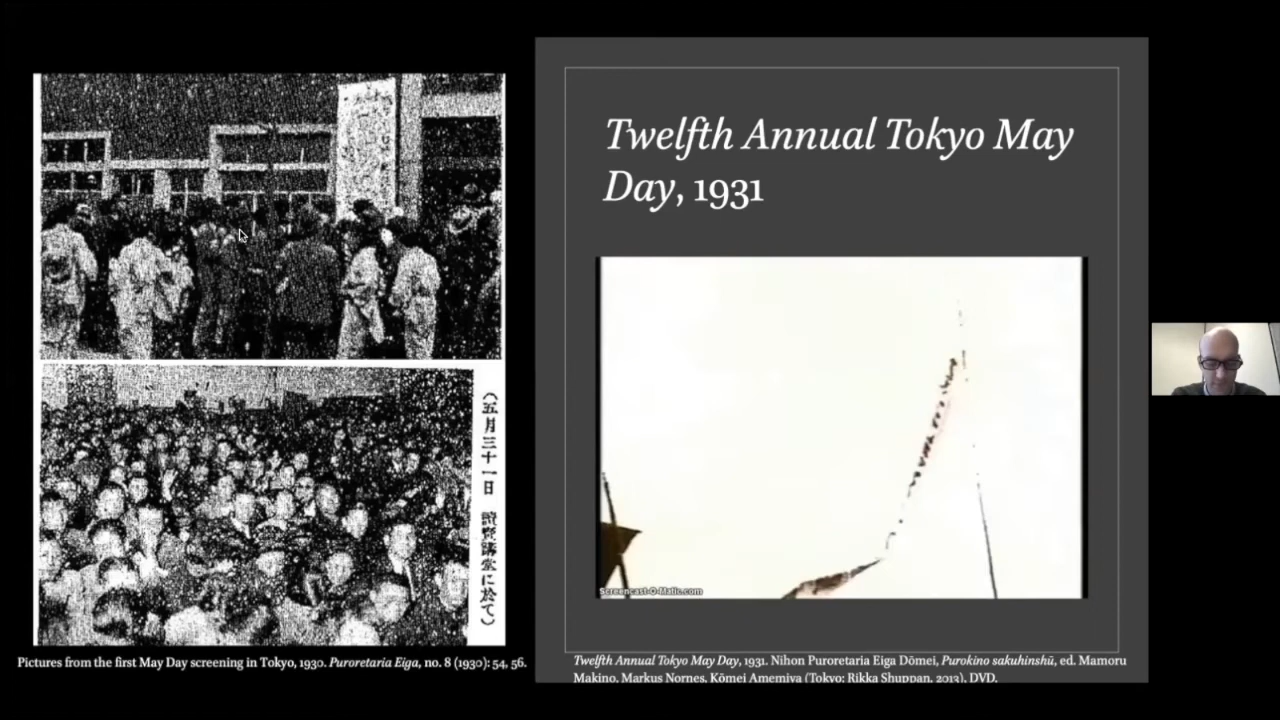 Twelfth Annual Tokyo May
Day, 1931
(五月三十一日 讀賣講堂に於て)
Screencast-O-Matic.com
Pictures from the first May Day screening in Tokyo, 1930. Puroretaria Eiga, no. 8 (1930): 54, 56.
Twelfth Annual Tokyo May Day, 1931. Nihon Puroretaria Eiga Dōmei, Purokino sakuhinshū, ed. Mamoru
Makino, Markus Nornes, Kōmei Amemiya (Tokyo: Rikka Shuppan, 2013), DVD.